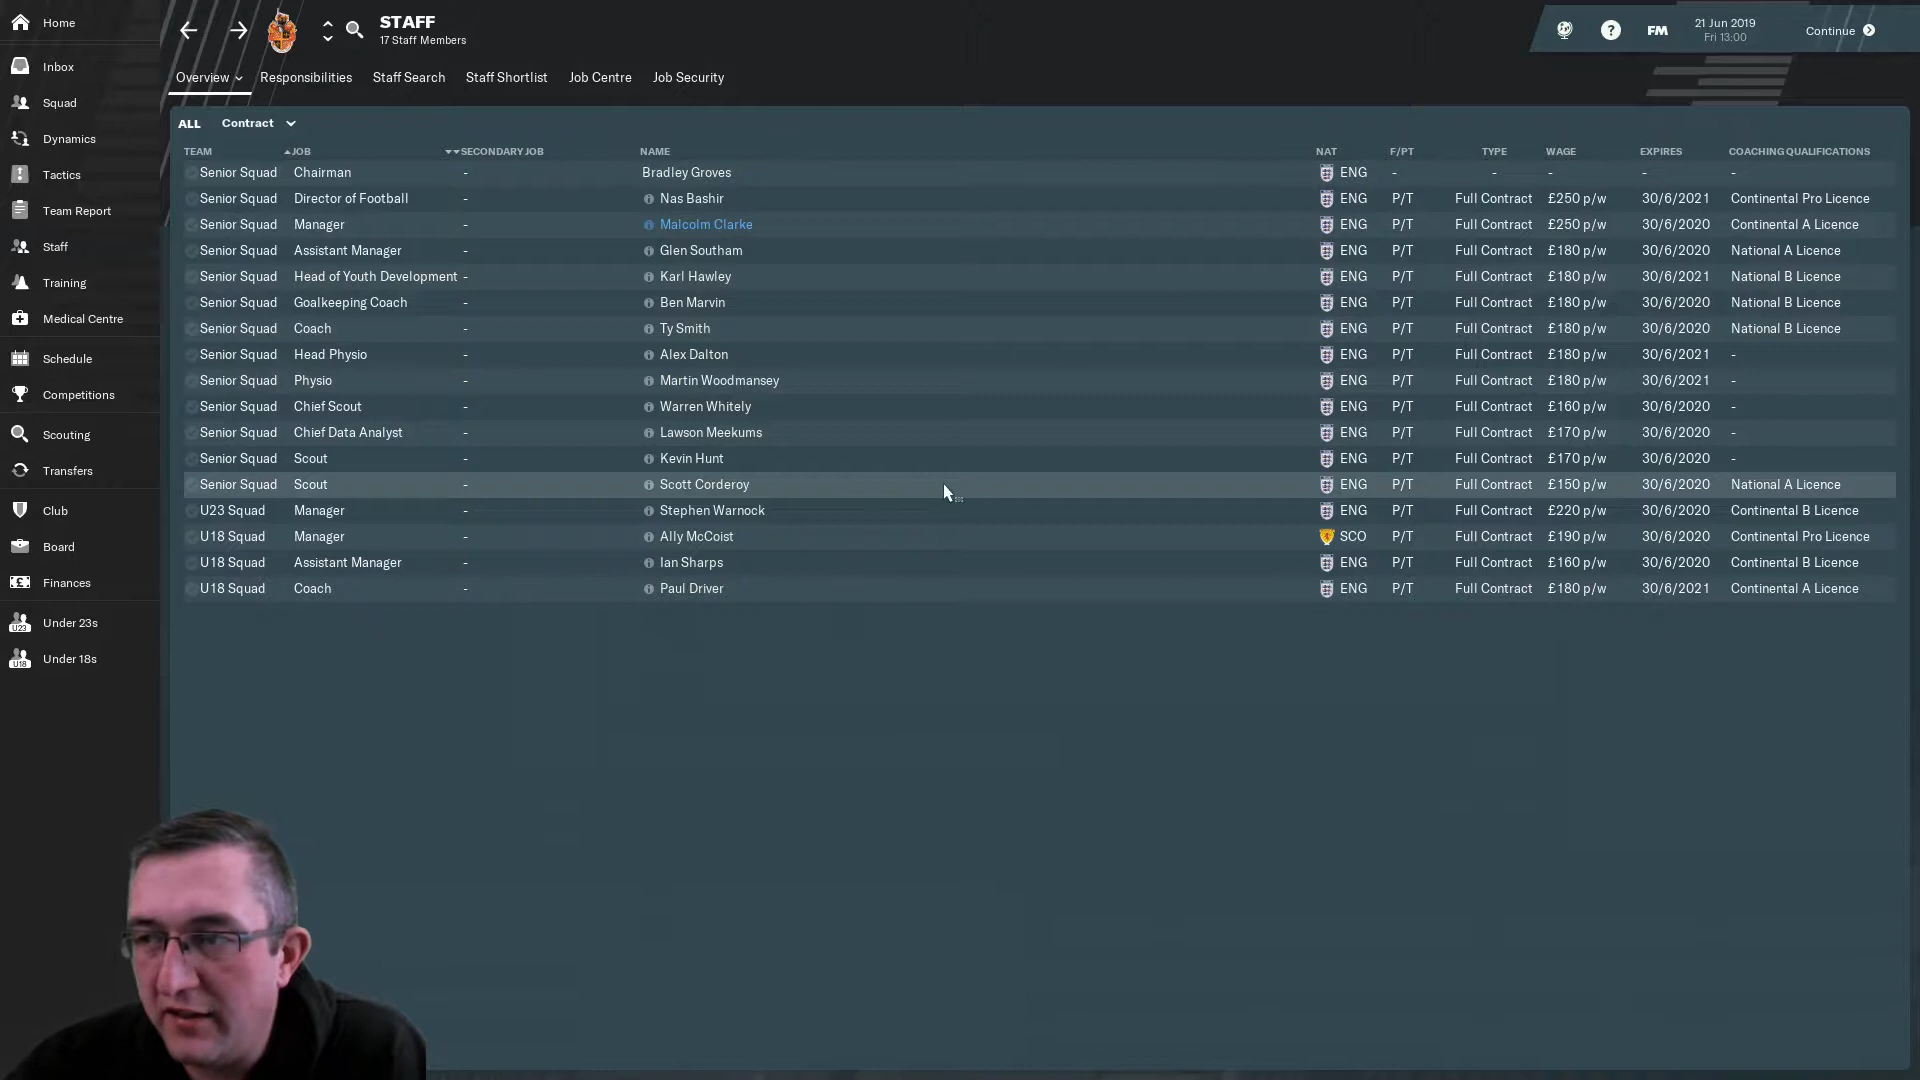 Home
Inbox
Squad
Dynamics
Tactics
Team Report
Staff
Training
Medical Centre
Schedule
Competitions
Scouting
Transfers
Club
Board
Finances
U23 Under 23s
U18 Under 18s
STAFF
17 Staff Members
? FM 21 Jun 2019 Continue
Fri 13:00
Overview Responsibilities Staff Search Staff Shortlist Job Centre Job Security
ALL Contract
TEAM JOB SECONDARY JOB NAME NAT F/PT TYPE WAGE EXPIRES COACHING QUALIFICATIONS
Senior Squad Chairman - Bradley Groves ENG - - - - -
Senior Squad Director of Football - Nas Bashir ENG P/T Full Contract £250 p/w 30/6/2021 Continental Pro Licence
Senior Squad Manager - Malcolm Clarke ENG P/T Full Contract £250 p/w 30/6/2020 Continental A Licence
Senior Squad Assistant Manager - Glen Southam ENG P/T Full Contract £180 p/w 30/6/2020 National A Licence
Senior Squad Head of Youth Development - Karl Hawley ENG P/T Full Contract £180 p/w 30/6/2021 National B Licence
Senior Squad Goalkeeping Coach - Ben Marvin ENG P/T Full Contract £180 p/w 30/6/2020 National B Licence
Senior Squad Coach - Ty Smith ENG P/T Full Contract £180 p/w 30/6/2020 National B Licence
Senior Squad Head Physio - Alex Dalton ENG P/T Full Contract £180 p/w 30/6/2021 -
Senior Squad Physio - Martin Woodmansey ENG P/T Full Contract £180 p/w 30/6/2021 -
Senior Squad Chief Scout - Warren Whitely ENG P/T Full Contract £160 p/w 30/6/2020 -
Senior Squad Chief Data Analyst - Lawson Meekums ENG P/T Full Contract £170 p/w 30/6/2020 -
Senior Squad Scout - Kevin Hunt ENG P/T Full Contract £170 p/w 30/6/2020 -
Senior Squad Scout - Scott Corderoy ENG P/T Full Contract £150 p/w 30/6/2020 National A Licence
U23 Squad Manager - Stephen Warnock ENG P/T Full Contract £220 p/w 30/6/2020 Continental B Licence
U18 Squad Manager - Ally McCoist SCO P/T Full Contract £190 p/w 30/6/2020 Continental Pro Licence
U18 Squad Assistant Manager - Ian Sharps ENG P/T Full Contract £160 p/w 30/6/2020 Continental B Licence
U18 Squad Coach - Paul Driver ENG P/T Full Contract £180 p/w 30/6/2021 Continental A Licence